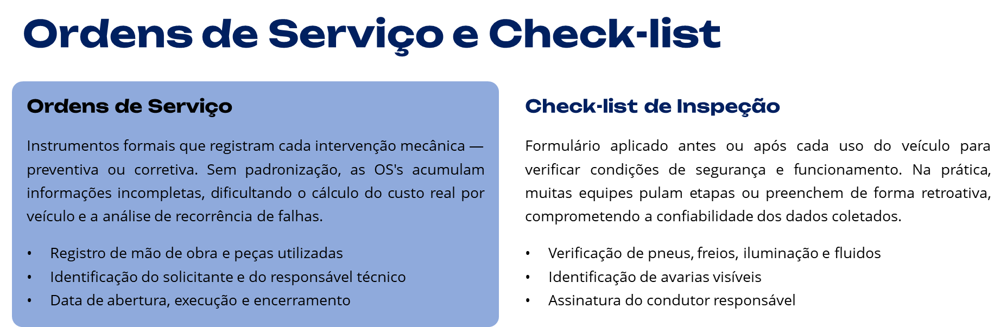 Ordens de Serviço e Check-list
Ordens de Serviço
Instrumentos formais que registram cada intervenção mecânica —
preventiva ou corretiva. Sem padronização, as OS's acumulam
informações incompletas, dificultando o cálculo do custo real por
veículo e a análise de recorrência de falhas.
• Registro de mão de obra e peças utilizadas
• Identificação do solicitante e do responsável técnico
• Data de abertura, execução e encerramento
Check-list de Inspeção
Formulário aplicado antes ou após cada uso do veículo para
verificar condições de segurança e funcionamento. Na prática,
muitas equipes pulam etapas ou preenchem de forma retroativa,
comprometendo a confiabilidade dos dados coletados.
• Verificação de pneus, freios, iluminação e fluidos
• Identificação de avarias visíveis
• Assinatura do condutor responsável